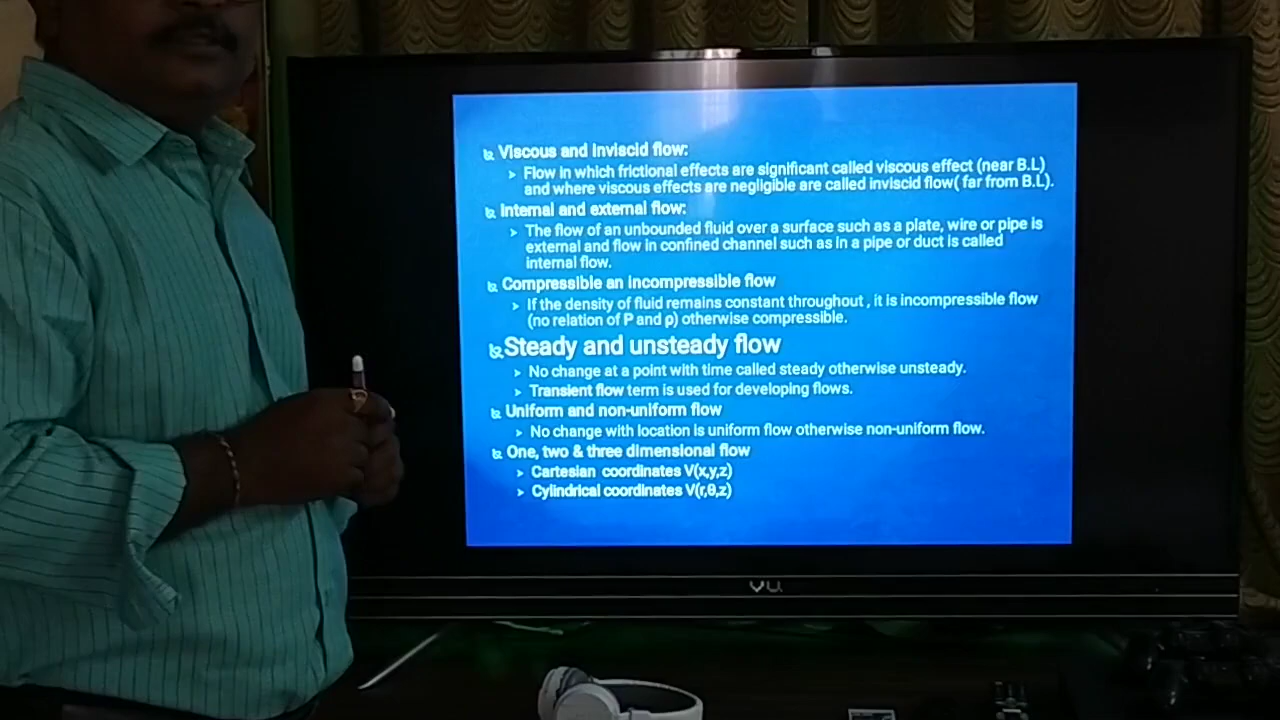 Viscous and Inviscid flow:
Flow in which frictional effects are significant called viscous effect (near B.L)
and where viscous effects are negligible are called inviscid flow( far from B.L).
Internal and external flow:
The flow of an unbounded fluid over a surface such as a plate, wire or pipe is
external and flow in confined channel such as in a pipe or duct is called
internal flow.
Compressible an Incompressible flow
If the density of fluid remains constant throughout , it is incompressible flow
(no relation of P and ρ) otherwise compressible.
Steady and unsteady flow
No change at a point with time called steady otherwise unsteady.
Transient flow term is used for developing flows.
Uniform and non-uniform flow
No change with location is uniform flow otherwise non-uniform flow.
One, two & three dimensional flow
Cartesian coordinates V(x,y,z)
Cylindrical coordinates V(r,θ,z)
VU.